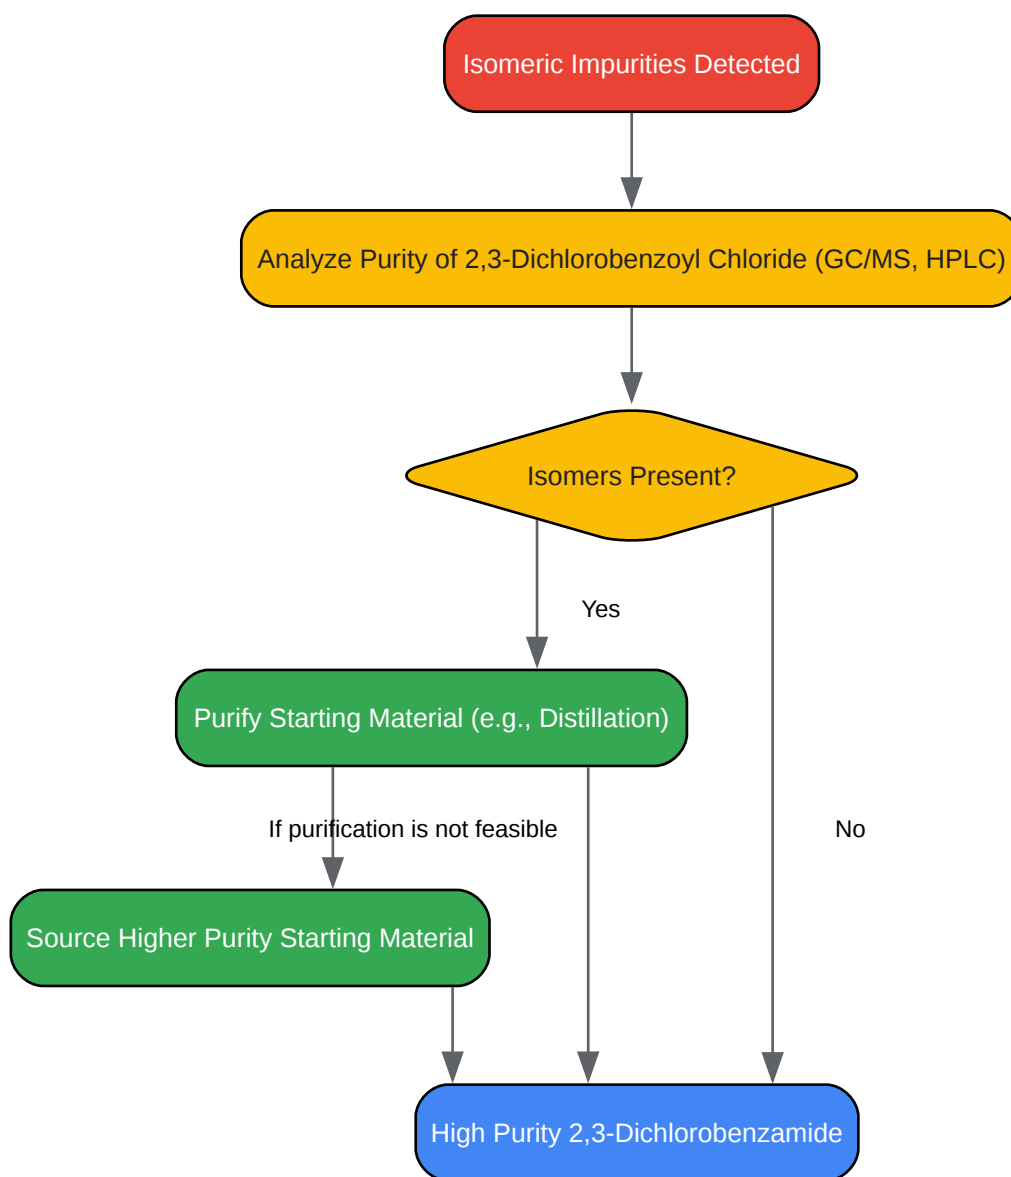 Isomeric Impurities Detected
Analyze Purity of 2,3-Dichlorobenzoyl Chloride (GC/MS, HPLC)
Isomers Present?
Yes
Purify Starting Material (e.g., Distillation)
If purification is not feasible
No
Source Higher Purity Starting Material
High Purity 2,3-Dichlorobenzamide